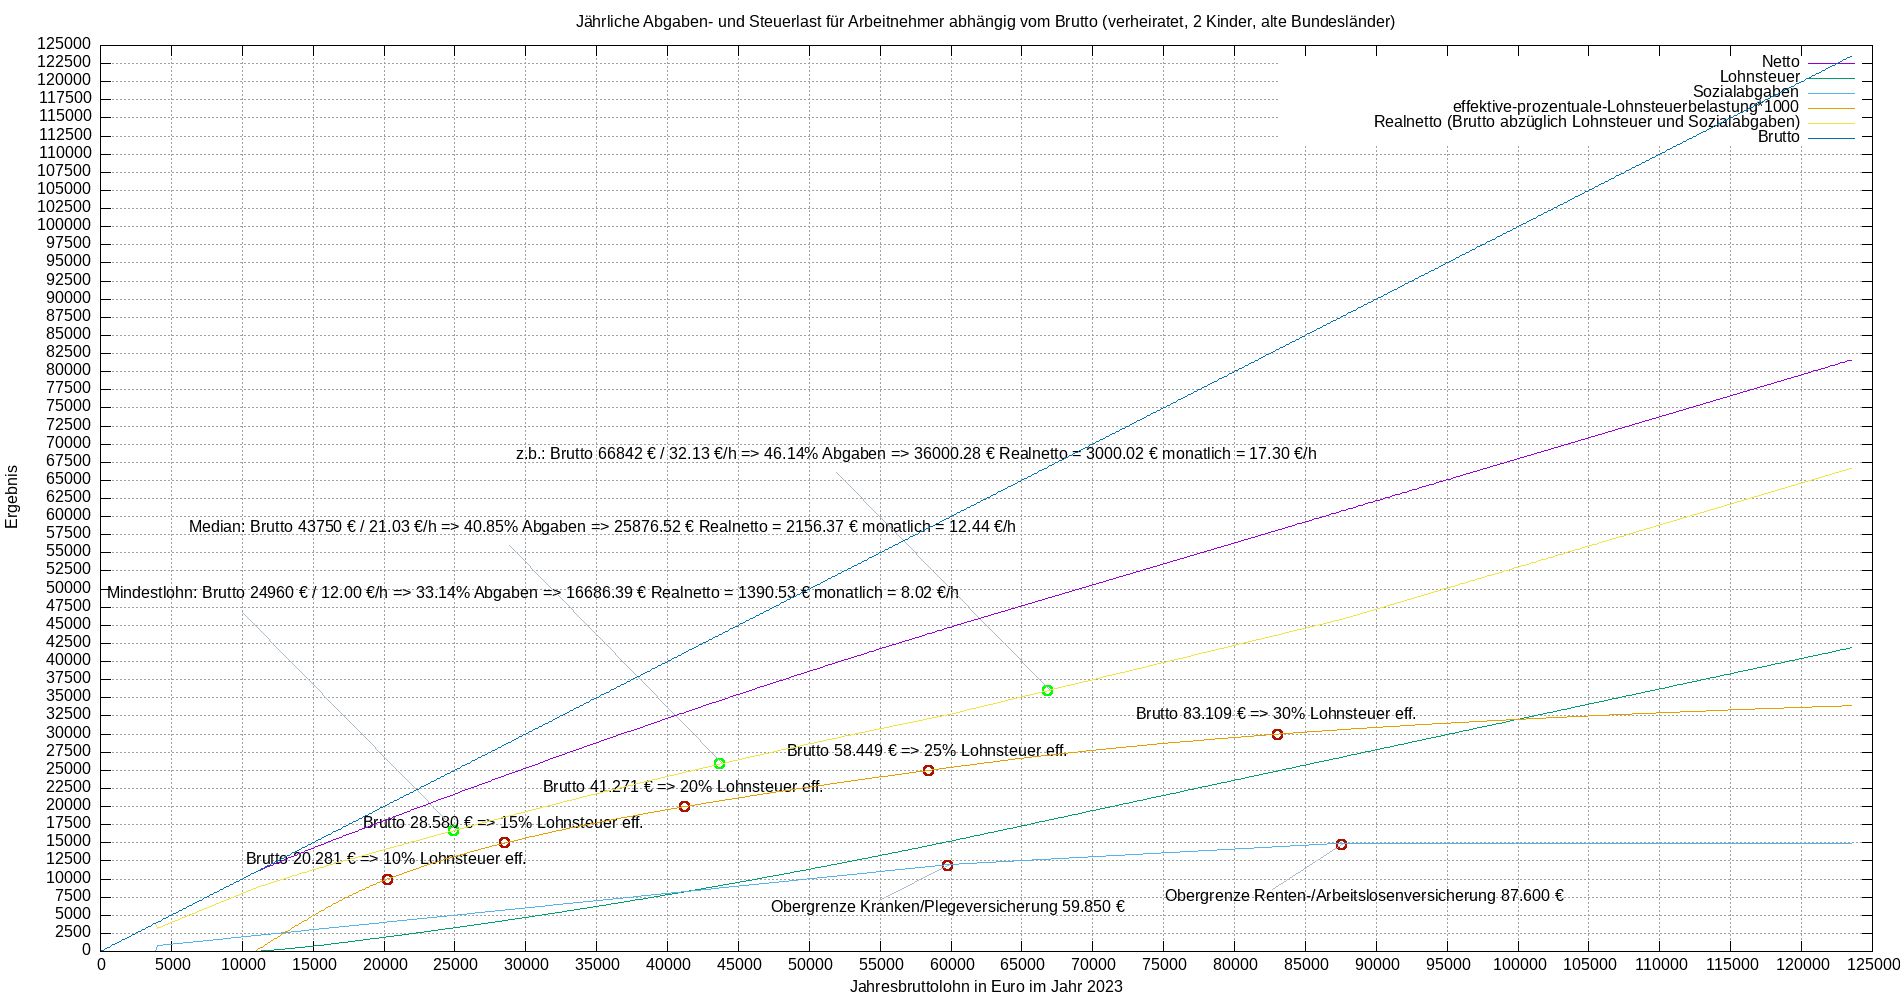 Jährliche Abgaben- und Steuerlast für Arbeitnehmer abhängig vom Brutto (verheiratet, 2 Kinder, alte Bundesländer)
125000
122500
120000
117500
115000
112500
110000
107500
105000
102500
100000
97500
95000
92500
90000
87500
85000
82500
80000
77500
75000
72500
70000
67500
65000
62500
60000
57500
55000
52500
50000
47500
45000
42500
40000
37500
35000
32500
30000
27500
25000
22500
20000
17500
15000
12500
10000
7500
5000
2500
0
Ergebnis
Netto
Lohnsteuer
Sozialabgaben
effektive-prozentuale-Lohnsteuerbelastung*1000
Realnetto (Brutto abzüglich Lohnsteuer und Sozialabgaben)
Brutto
z.b.: Brutto 66842 € / 32.13 €/h => 46.14% Abgaben => 36000.28 € Realnetto = 3000.02 € monatlich = 17.30 €/h
Median: Brutto 43750 € / 21.03 €/h => 40.85% Abgaben => 25876.52 € Realnetto = 2156.37 € monatlich = 12.44 €/h
Mindestlohn: Brutto 24960 € / 12.00 €/h => 33.14% Abgaben => 16686.39 € Realnetto = 1390.53 € monatlich = 8.02 €/h
Brutto 83.109 € => 30% Lohnsteuer eff.
Brutto 58.449 € => 25% Lohnsteuer eff.
Brutto 41.271 € => 20% Lohnsteuer eff.
Brutto 28.580 € => 15% Lohnsteuer eff.
Brutto 20.281 € => 10% Lohnsteuer eff.
Obergrenze Renten-/Arbeitslosenversicherung 87.600 €
Obergrenze Kranken/Plegeversicherung 59.850 €
0 5000 10000 15000 20000 25000 30000 35000 40000 45000 50000 55000 60000 65000 70000 75000 80000 85000 90000 95000 100000 105000 110000 115000 120000 125000
Jahresbruttolohn in Euro im Jahr 2023